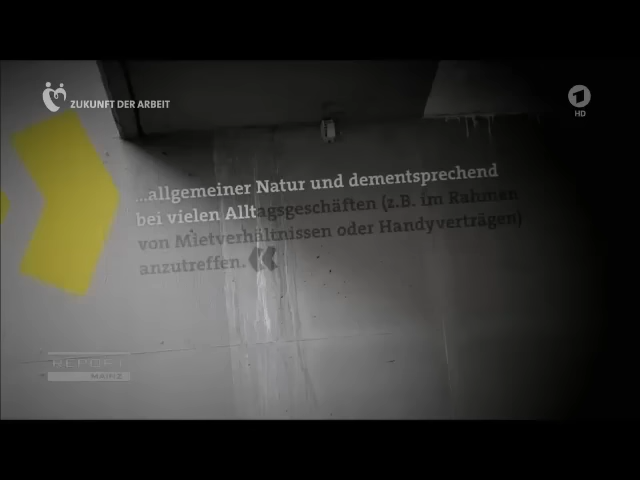 ZUKUNFT DER ARBEIT
1
HD
...allgemeiner Natur und dementsprechend
bei vielen Alltagsgeschäften (z.B. im Rahmen
von Mietverhältnissen oder Handyverträgen)
anzutreffen. «
REPORT
MAINZ